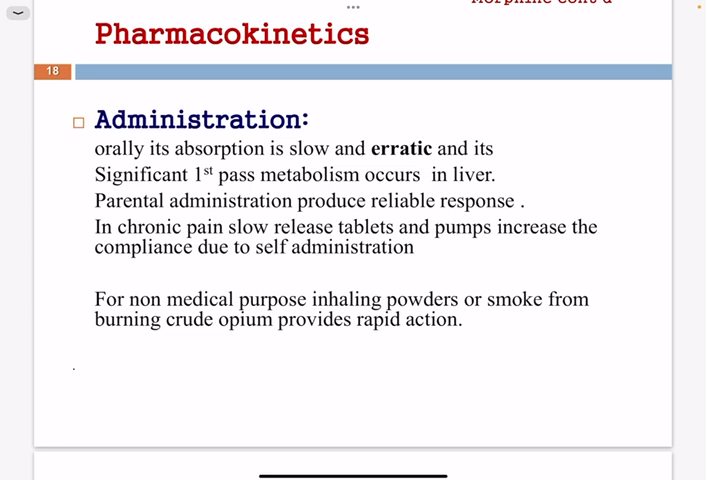 Morphine cont'd
Pharmacokinetics
18
Administration:
orally its absorption is slow and erratic and its
Significant 1st pass metabolism occurs in liver.
Parental administration produce reliable response .
In chronic pain slow release tablets and pumps increase the
compliance due to self administration
For non medical purpose inhaling powders or smoke from
burning crude opium provides rapid action.
.